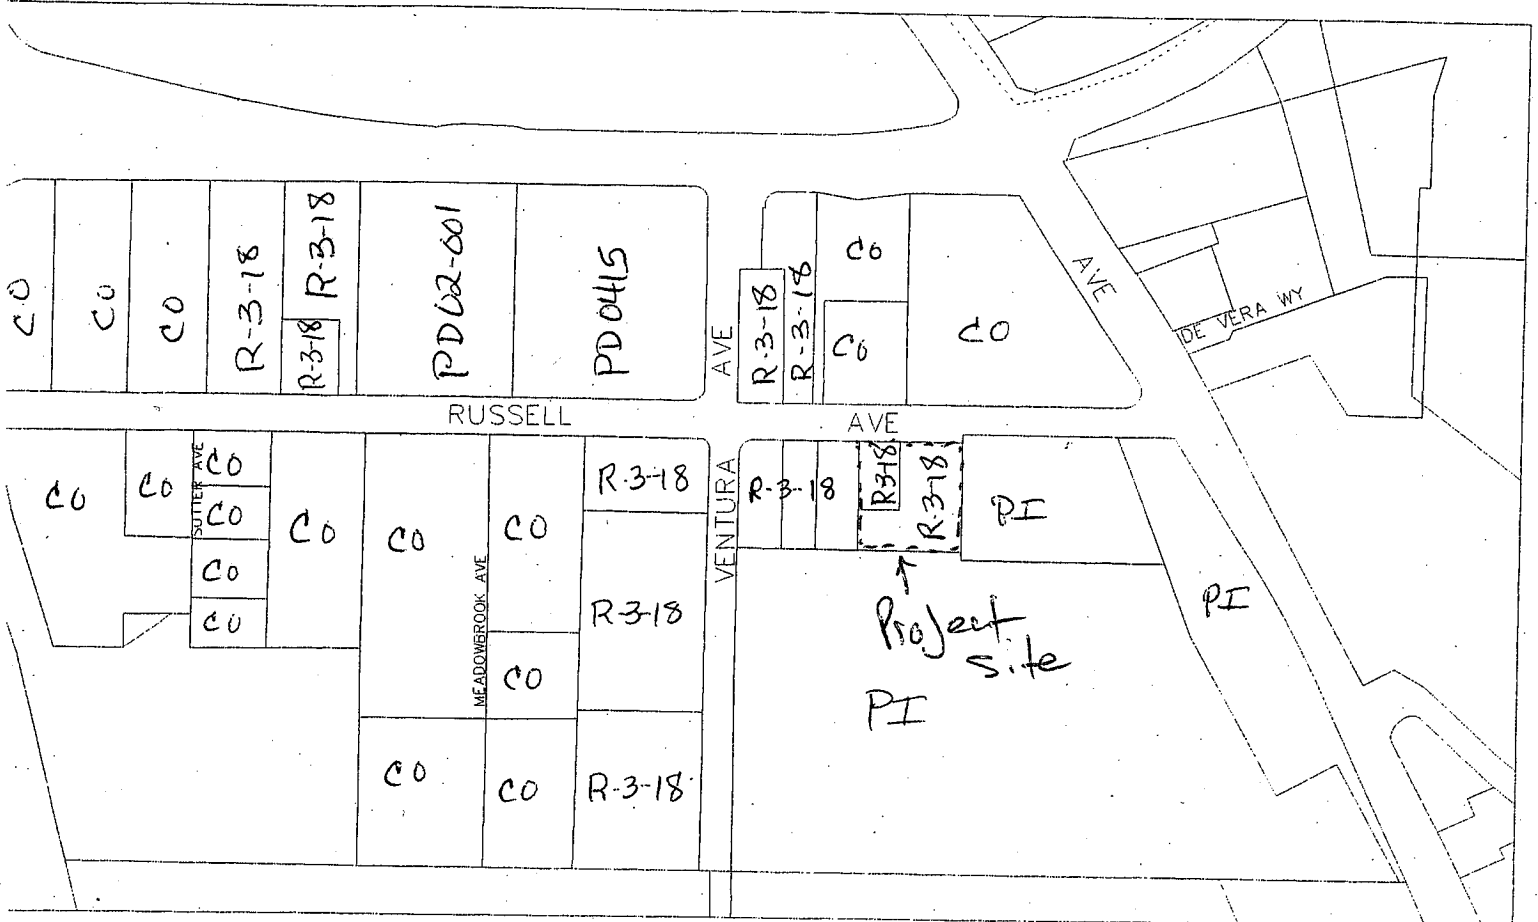 CO
CO
CO
R-3-18
R-3-18
R-3-18
PD02-001
PD0415
AVE
R-3-18
R-3-18
CO
CO
CO
AVE
DE VERA WY
RUSSELL
AVE
CO
CO
SUTTER AVE
CO
CO
CO
CO
CO
CO
MEADOWBROOK AVE
CO
CO
CO
CO
R-3-18
R-3-18
R-3-18
VENTURA
R-3-18
R-3-18
R-3-18
PI
PI
Project
site
PI